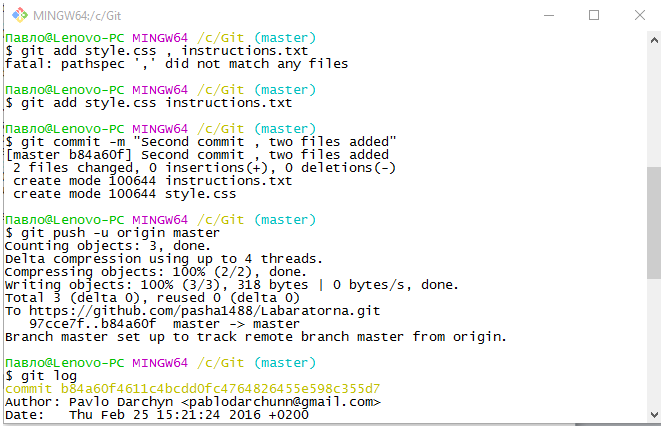 MINGW64:/c/Git
Павло@Lenovo-PC MINGW64 /c/Git (master)
$ git add style.css , instructions.txt
fatal: pathspec ',' did not match any files
Павло@Lenovo-PC MINGW64 /c/Git (master)
$ git add style.css instructions.txt
Павло@Lenovo-PC MINGW64 /c/Git (master)
$ git commit -m "Second commit , two files added"
[master b84a60f] Second commit , two files added
 2 files changed, 0 insertions(+), 0 deletions(-)
 create mode 100644 instructions.txt
 create mode 100644 style.css
Павло@Lenovo-PC MINGW64 /c/Git (master)
$ git push -u origin master
Counting objects: 3, done.
Delta compression using up to 4 threads.
Compressing objects: 100% (2/2), done.
Writing objects: 100% (3/3), 318 bytes | 0 bytes/s, done.
Total 3 (delta 0), reused 0 (delta 0)
To https://github.com/pasha1488/Labaratorna.git
   97cce7f..b84a60f  master -> master
Branch master set up to track remote branch master from origin.
Павло@Lenovo-PC MINGW64 /c/Git (master)
$ git log
commit b84a60f4611c4bcdd0fc4764826455e598c355d7
Author: Pavlo Darchyn <pablodarchunn@gmail.com>
Date:   Thu Feb 25 15:21:24 2016 +0200